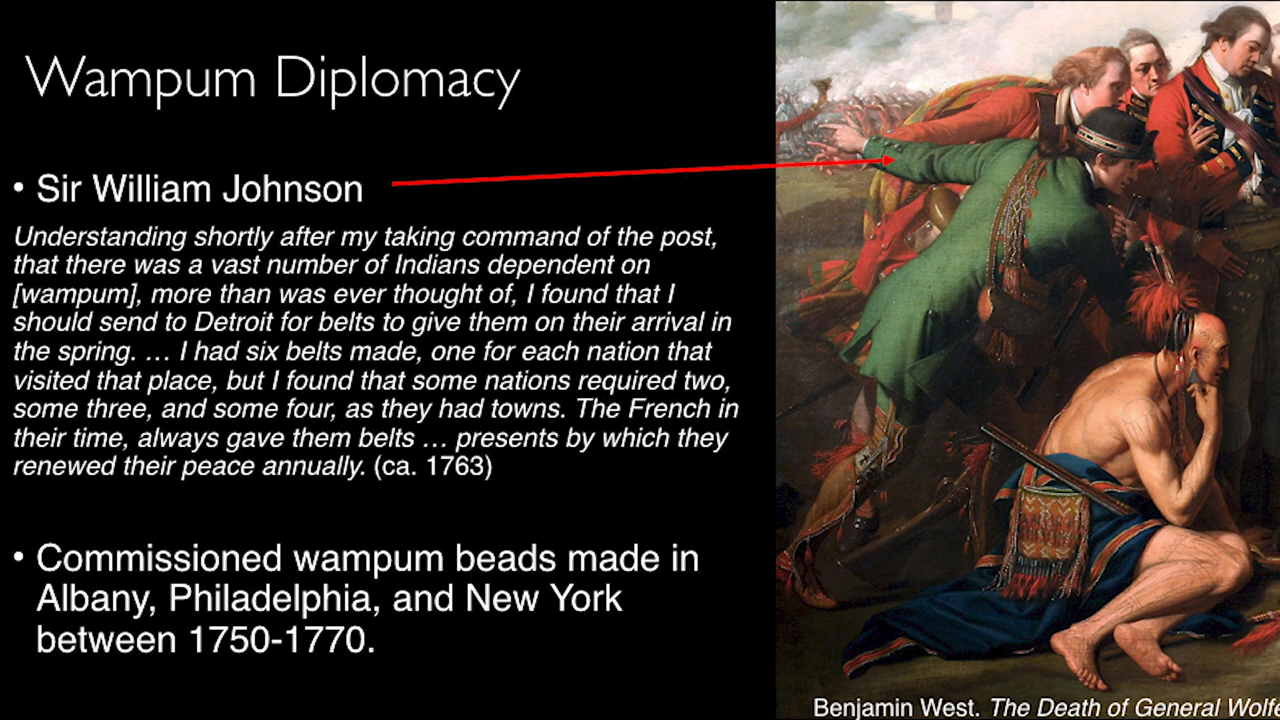 Wampum Diplomacy
• Sir William Johnson
Understanding shortly after my taking command of the post,
that there was a vast number of Indians dependent on
[wampum], more than was ever thought of, I found that I
should send to Detroit for belts to give them on their arrival in
the spring. … I had six belts made, one for each nation that
visited that place, but I found that some nations required two,
some three, and some four, as they had towns. The French in
their time, always gave them belts … presents by which they
renewed their peace annually. (ca. 1763)
• Commissioned wampum beads made in
Albany, Philadelphia, and New York
between 1750-1770.
Benjamin West. The Death of General Wolfe